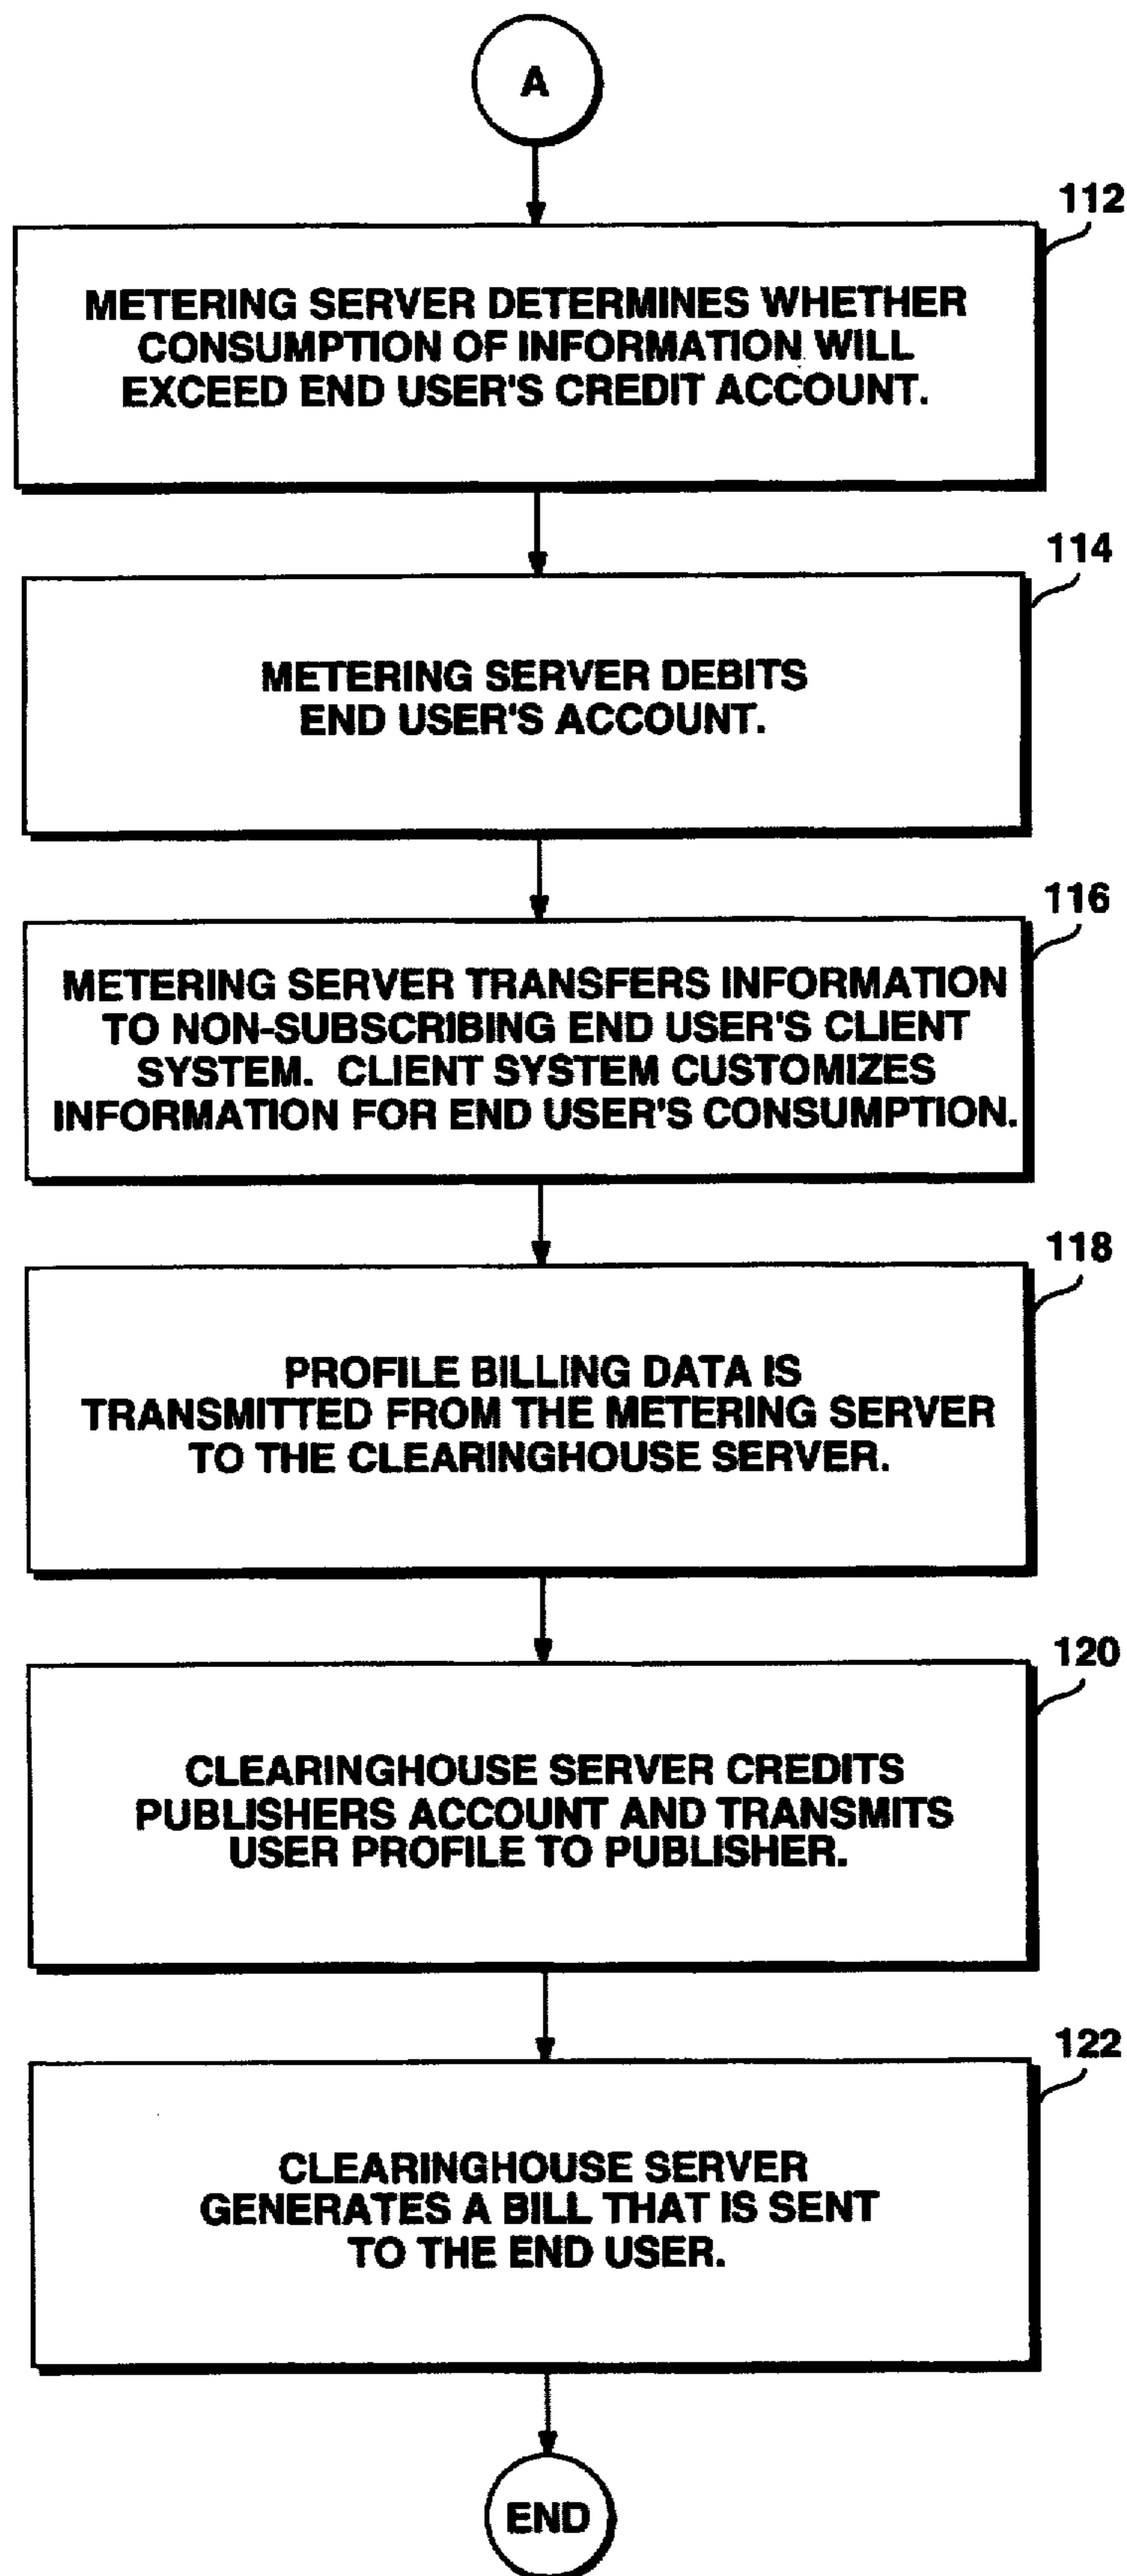 A
112
METERING SERVER DETERMINES WHETHER
CONSUMPTION OF INFORMATION WILL
EXCEED END USER'S CREDIT ACCOUNT.
114
METERING SERVER DEBITS
END USER'S ACCOUNT.
116
METERING SERVER TRANSFERS INFORMATION
TO NON-SUBSCRIBING END USER'S CLIENT
SYSTEM. CLIENT SYSTEM CUSTOMIZES
INFORMATION FOR END USER'S CONSUMPTION.
118
PROFILE BILLING DATA IS
TRANSMITTED FROM THE METERING SERVER
TO THE CLEARINGHOUSE SERVER.
120
CLEARINGHOUSE SERVER CREDITS
PUBLISHERS ACCOUNT AND TRANSMITS
USER PROFILE TO PUBLISHER.
122
CLEARINGHOUSE SERVER
GENERATES A BILL THAT IS SENT
TO THE END USER.
END